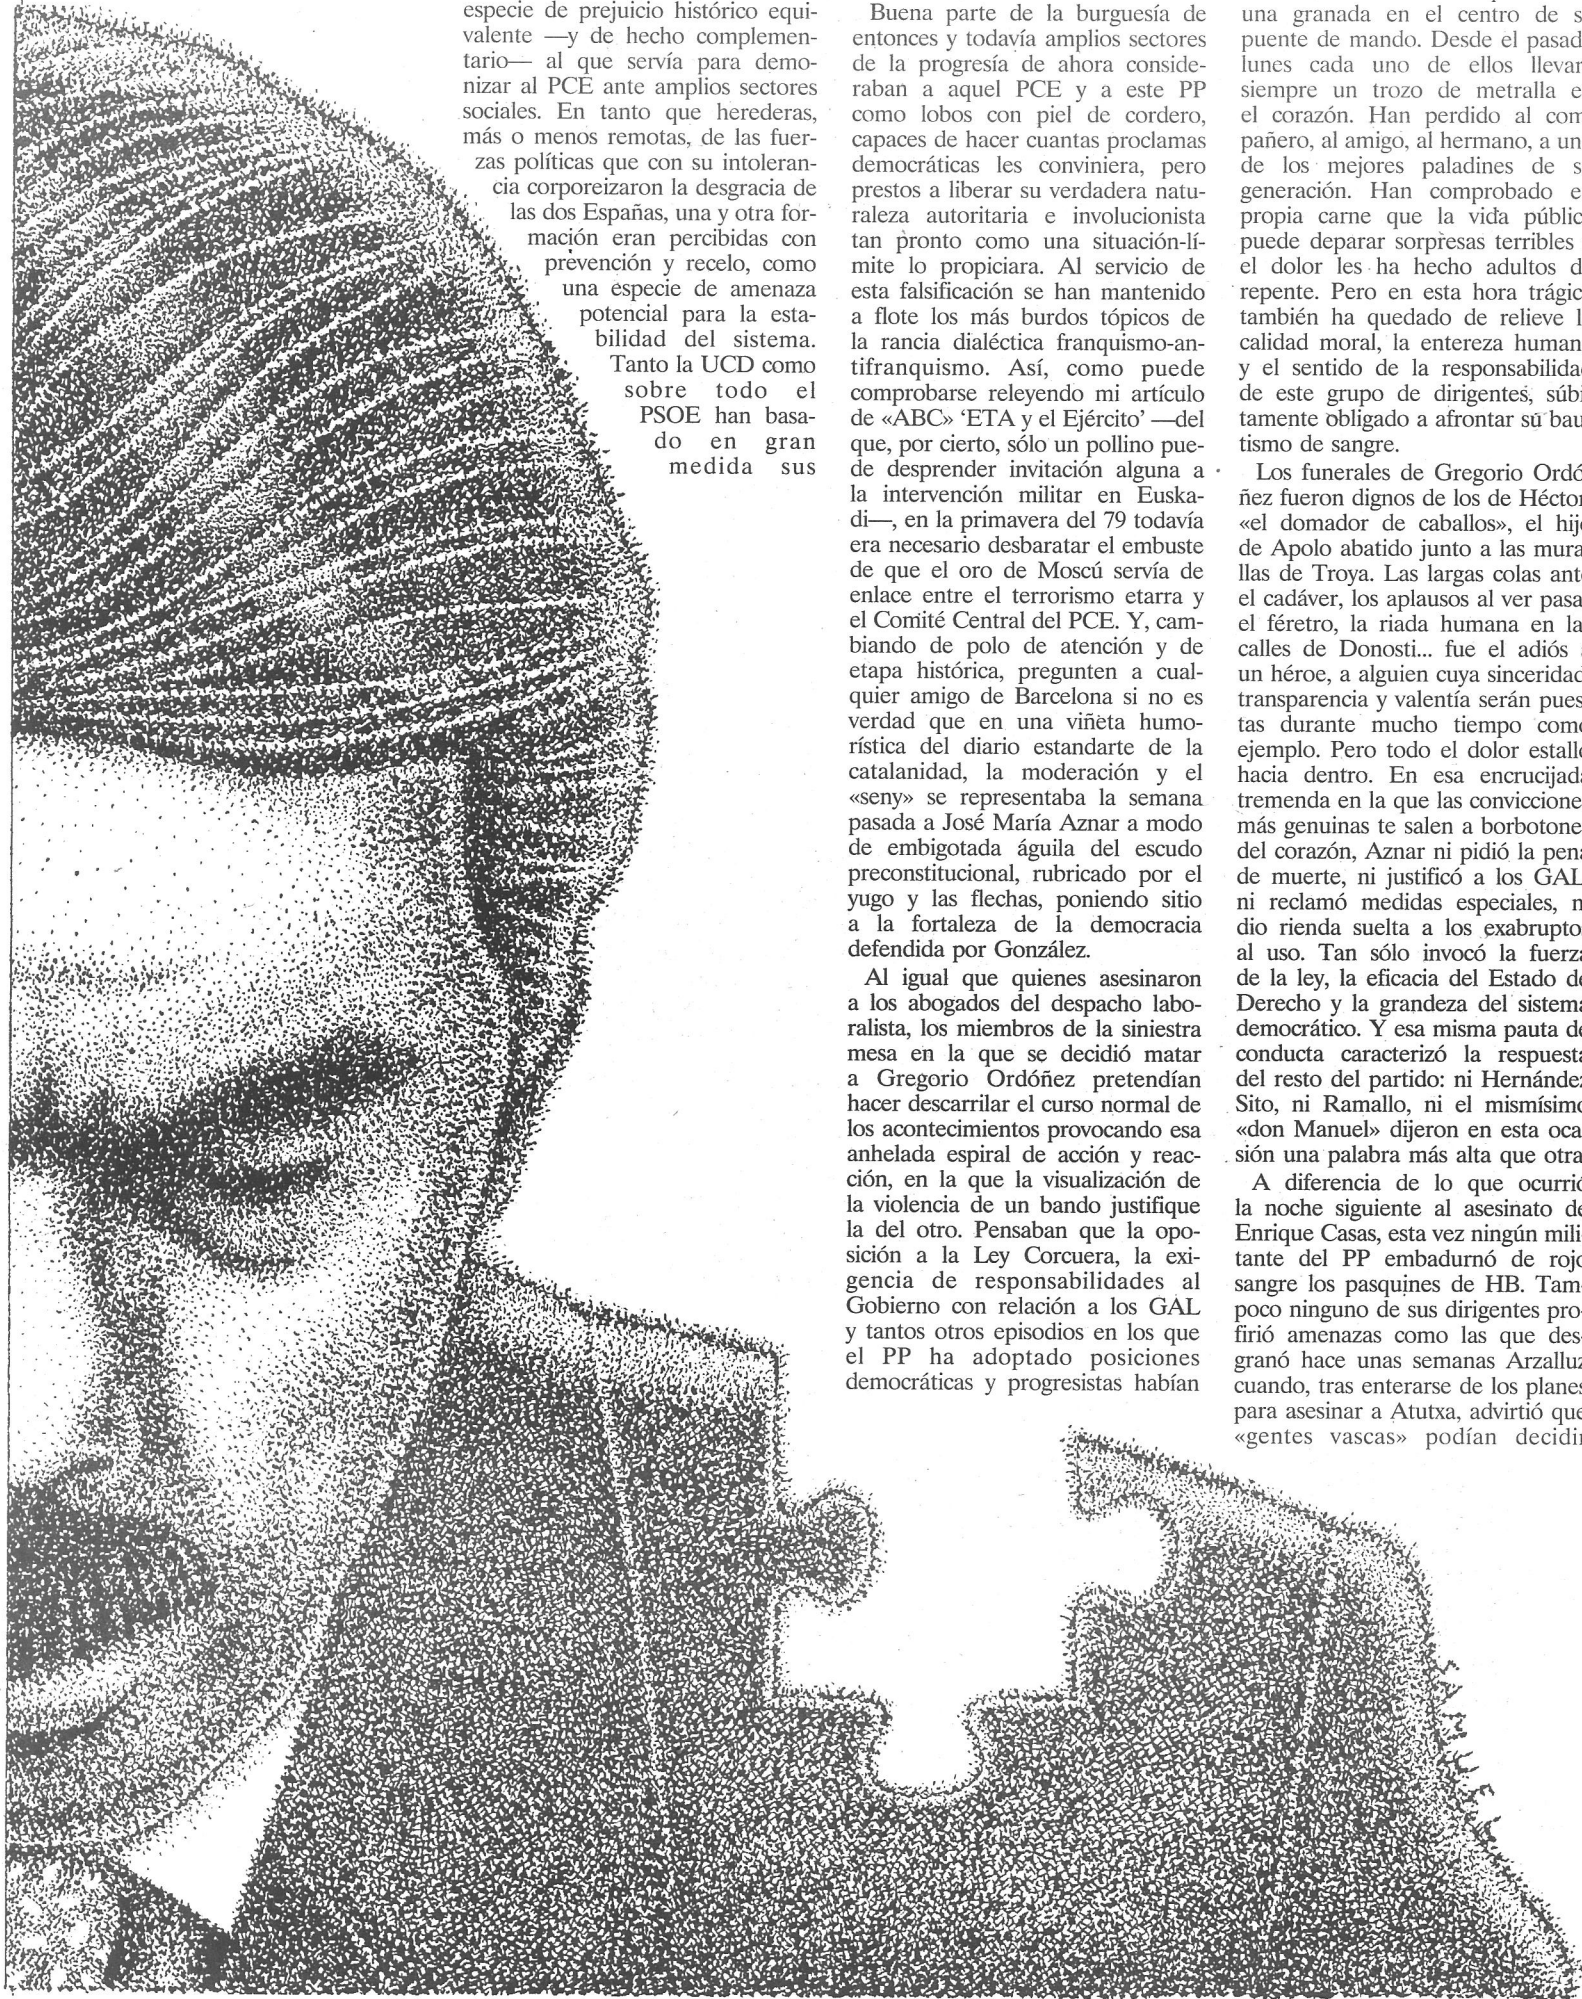 especie de prejuicio histórico equi-
valente —y de hecho complemen-
tario— al que servía para demo-
nizar al PCE ante amplios sectores
sociales. En tanto que herederas,
más o menos remotas, de las fuer-
zas políticas que con su intoleran-
cia corporeizaron la desgracia de
las dos Españas, una y otra for-
mación eran percibidas con
prevención y recelo, como
una especie de amenaza
potencial para la esta-
bilidad del sistema.
Tanto la UCD como
sobre todo el
PSOE han basa-
do en gran
medida sus
Buena parte de la burguesía de
entonces y todavía amplios sectores
de la progresía de ahora conside-
raban a aquel PCE y a este PP
como lobos con piel de cordero,
capaces de hacer cuantas proclamas
democráticas les conviniera, pero
prestos a liberar su verdadera natu-
raleza autoritaria e involucionista
tan pronto como una situación-lí-
mite lo propiciara. Al servicio de
esta falsificación se han mantenido
a flote los más burdos tópicos de
la rancia dialéctica franquismo-an-
tifranquismo. Así, como puede
comprobarse releyendo mi artículo
de «ABC» ‘ETA y el Ejército’ —del
que, por cierto, sólo un pollino pue-
de desprender invitación alguna a
la intervención militar en Euska-
di—, en la primavera del 79 todavía
era necesario desbaratar el embuste
de que el oro de Moscú servía de
enlace entre el terrorismo etarra y
el Comité Central del PCE. Y, cam-
biando de polo de atención y de
etapa histórica, pregunten a cual-
quier amigo de Barcelona si no es
verdad que en una viñeta humo-
rística del diario estandarte de la
catalanidad, la moderación y el
«seny» se representaba la semana
pasada a José María Aznar a modo
de embigotada águila del escudo
preconstitucional, rubricado por el
yugo y las flechas, poniendo sitio
a la fortaleza de la democracia
defendida por González.
Al igual que quienes asesinaron
a los abogados del despacho labo-
ralista, los miembros de la siniestra
mesa en la que se decidió matar
a Gregorio Ordóñez pretendían
hacer descarrilar el curso normal de
los acontecimientos provocando esa
anhelada espiral de acción y reac-
ción, en la que la visualización de
la violencia de un bando justifique
la del otro. Pensaban que la opo-
sición a la Ley Corcuera, la exi-
gencia de responsabilidades al
Gobierno con relación a los GAL
y tantos otros episodios en los que
el PP ha adoptado posiciones
democráticas y progresistas habían
una granada en el centro de s
puente de mando. Desde el pasad
lunes cada uno de ellos llevar
siempre un trozo de metralla e
el corazón. Han perdido al com
pañero, al amigo, al hermano, a un
de los mejores paladines de s
generación. Han comprobado e
propia carne que la vida públic
puede deparar sorpresas terribles
el dolor les ha hecho adultos d
repente. Pero en esta hora trágic
también ha quedado de relieve l
calidad moral, la entereza human
y el sentido de la responsabilidad
de este grupo de dirigentes, súbi
tamente obligado a afrontar su bau
tismo de sangre.
Los funerales de Gregorio Ordó
ñez fueron dignos de los de Héctor
«el domador de caballos», el hijo
de Apolo abatido junto a las mura
llas de Troya. Las largas colas ante
el cadáver, los aplausos al ver pasa
el féretro, la riada humana en la
calles de Donosti... fue el adiós
un héroe, a alguien cuya sinceridad
transparencia y valentía serán pues
tas durante mucho tiempo como
ejemplo. Pero todo el dolor estalló
hacia dentro. En esa encrucijada
tremenda en la que las conviccione
más genuinas te salen a borbotone
del corazón, Aznar ni pidió la pena
de muerte, ni justificó a los GAL
ni reclamó medidas especiales, n
dio rienda suelta a los exabrupto
al uso. Tan sólo invocó la fuerza
de la ley, la eficacia del Estado de
Derecho y la grandeza del sistema
democrático. Y esa misma pauta de
conducta caracterizó la respuesta
del resto del partido: ni Hernández
Sito, ni Ramallo, ni el mismísimo
«don Manuel» dijeron en esta oca
sión una palabra más alta que otra
A diferencia de lo que ocurrió
la noche siguiente al asesinato de
Enrique Casas, esta vez ningún mili
tante del PP embadurnó de rojo
sangre los pasquines de HB. Tam-
poco ninguno de sus dirigentes pro-
firió amenazas como las que des-
granó hace unas semanas Arzalluz
cuando, tras enterarse de los planes
para asesinar a Atutxa, advirtió que
«gentes vascas» podían decidir